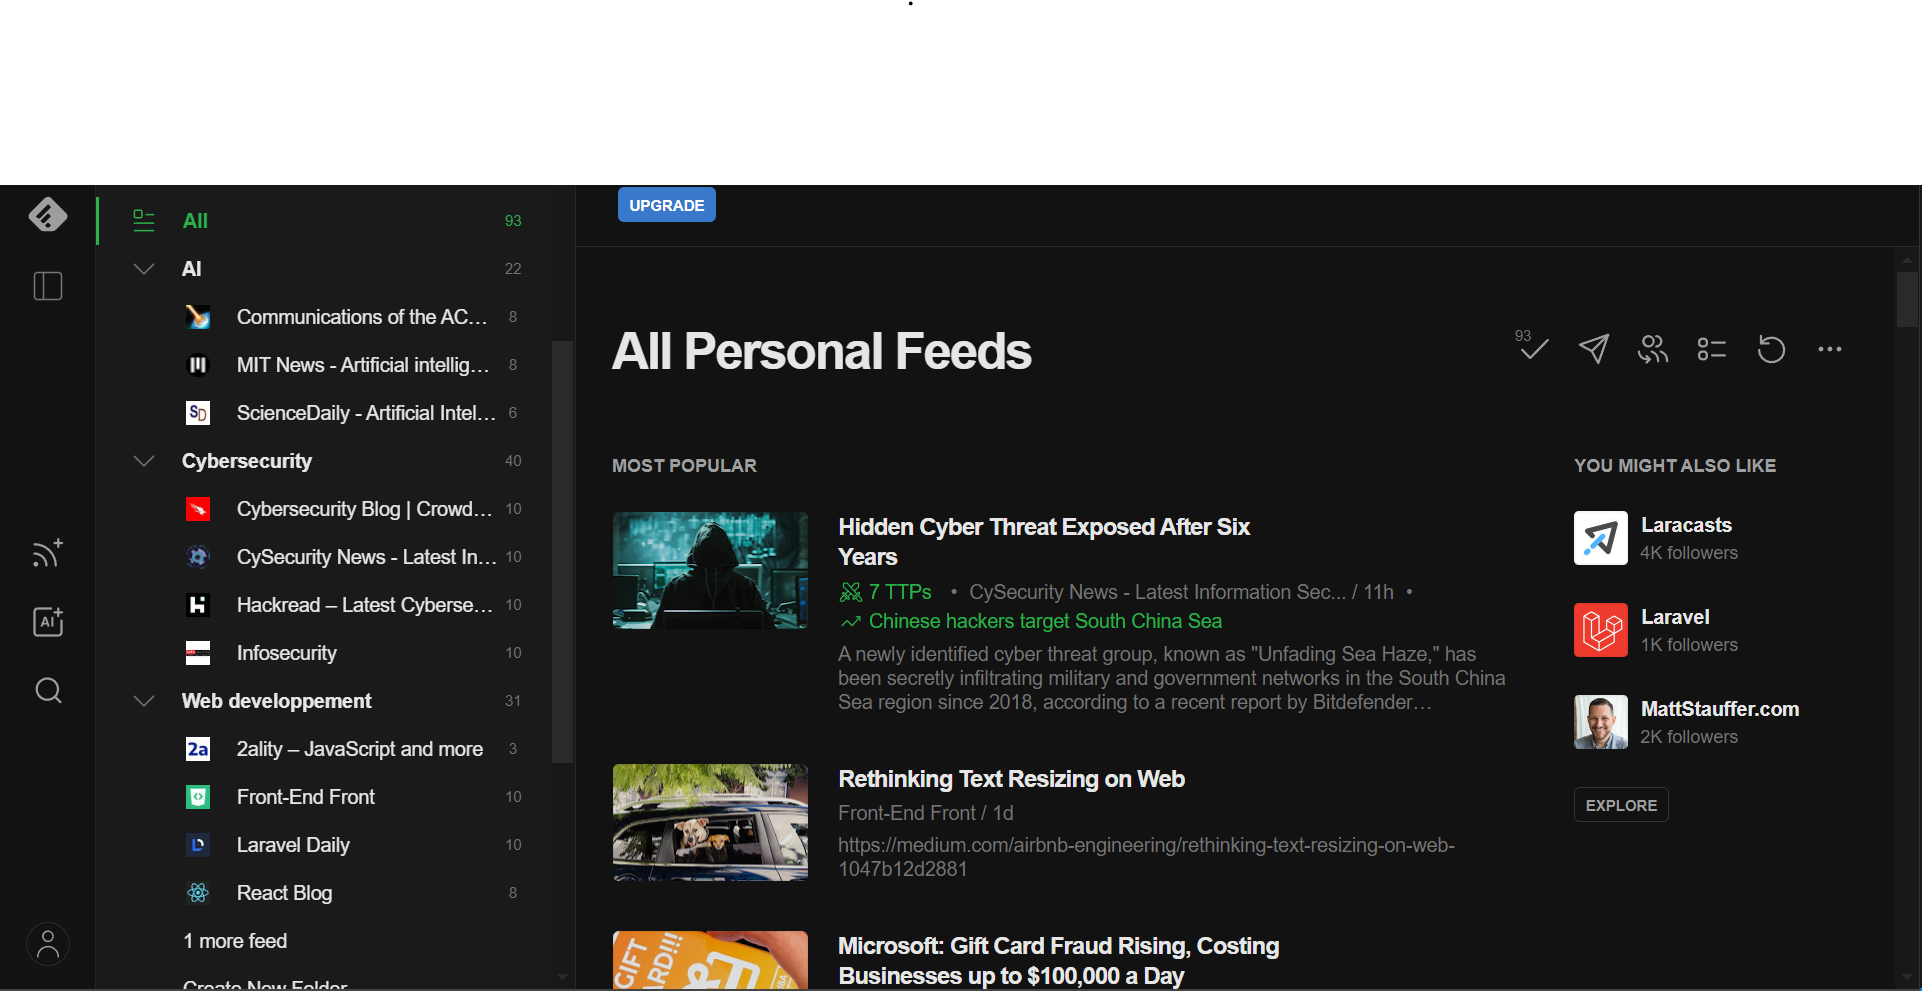 All 93
AI 22
Communications of the AC... 8
MIT News - Artificial intellig... 8
ScienceDaily - Artificial Intel... 6
Cybersecurity 40
Cybersecurity Blog | Crowd... 10
CySecurity News - Latest In... 10
Hackread – Latest Cyberse... 10
Infosecurity 10
Web developpement 31
2a 2ality – JavaScript and more 3
Front-End Front 10
Laravel Daily 10
React Blog 8
1 more feed
Create New Folder
AI
SD
UPGRADE
All Personal Feeds
93
MOST POPULAR
Hidden Cyber Threat Exposed After Six
Years
7 TTPs • CySecurity News - Latest Information Sec... / 11h •
Chinese hackers target South China Sea
A newly identified cyber threat group, known as "Unfading Sea Haze," has
been secretly infiltrating military and government networks in the South China
Sea region since 2018, according to a recent report by Bitdefender…
Rethinking Text Resizing on Web
Front-End Front / 1d
https://medium.com/airbnb-engineering/rethinking-text-resizing-on-web-
1047b12d2881
GIFT
ARD!!!
Microsoft: Gift Card Fraud Rising, Costing
Businesses up to $100,000 a Day
YOU MIGHT ALSO LIKE
Laracasts
4K followers
Laravel
1K followers
MattStauffer.com
2K followers
EXPLORE